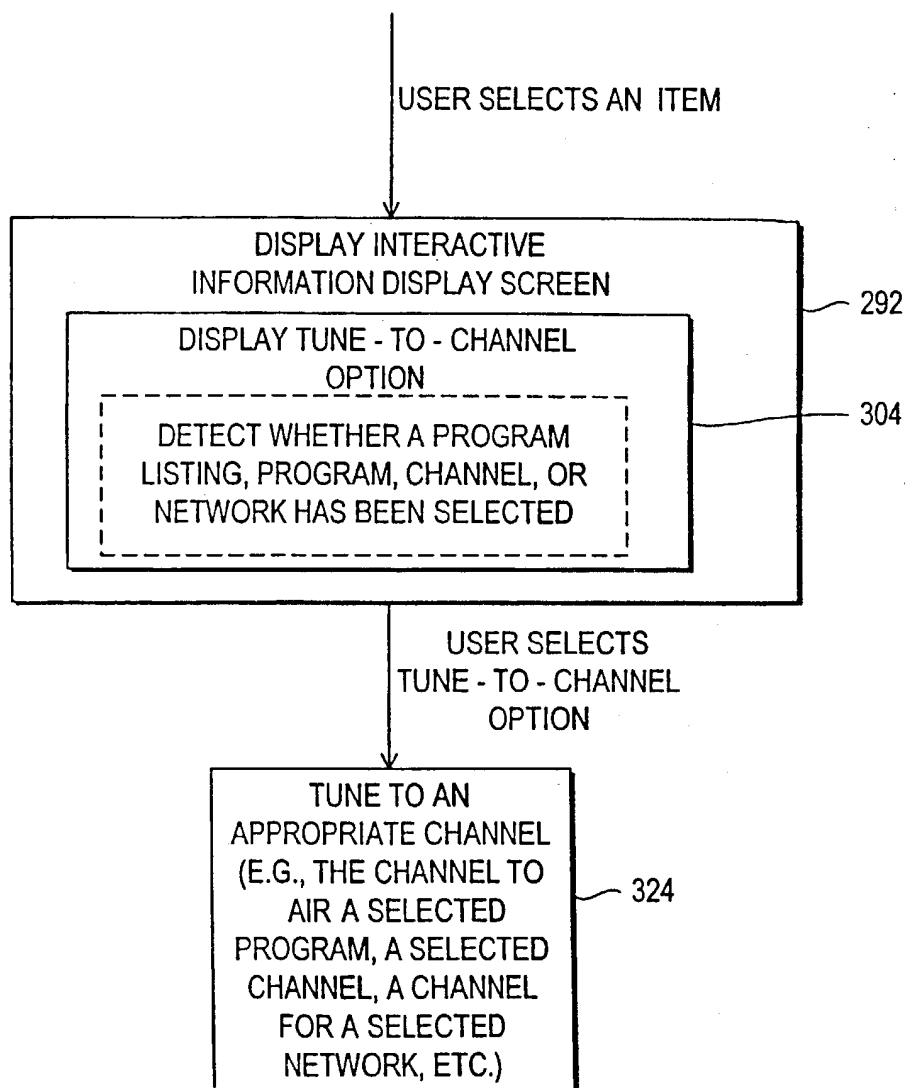 USER SELECTS AN ITEM
DISPLAY INTERACTIVE
INFORMATION DISPLAY SCREEN
292
DISPLAY TUNE - TO - CHANNEL
OPTION
304
DETECT WHETHER A PROGRAM
LISTING, PROGRAM, CHANNEL, OR
NETWORK HAS BEEN SELECTED
USER SELECTS
TUNE - TO - CHANNEL
OPTION
TUNE TO AN
APPROPRIATE CHANNEL
(E.G., THE CHANNEL TO
AIR A SELECTED
PROGRAM, A SELECTED
CHANNEL, A CHANNEL
FOR A SELECTED
NETWORK, ETC.)
324